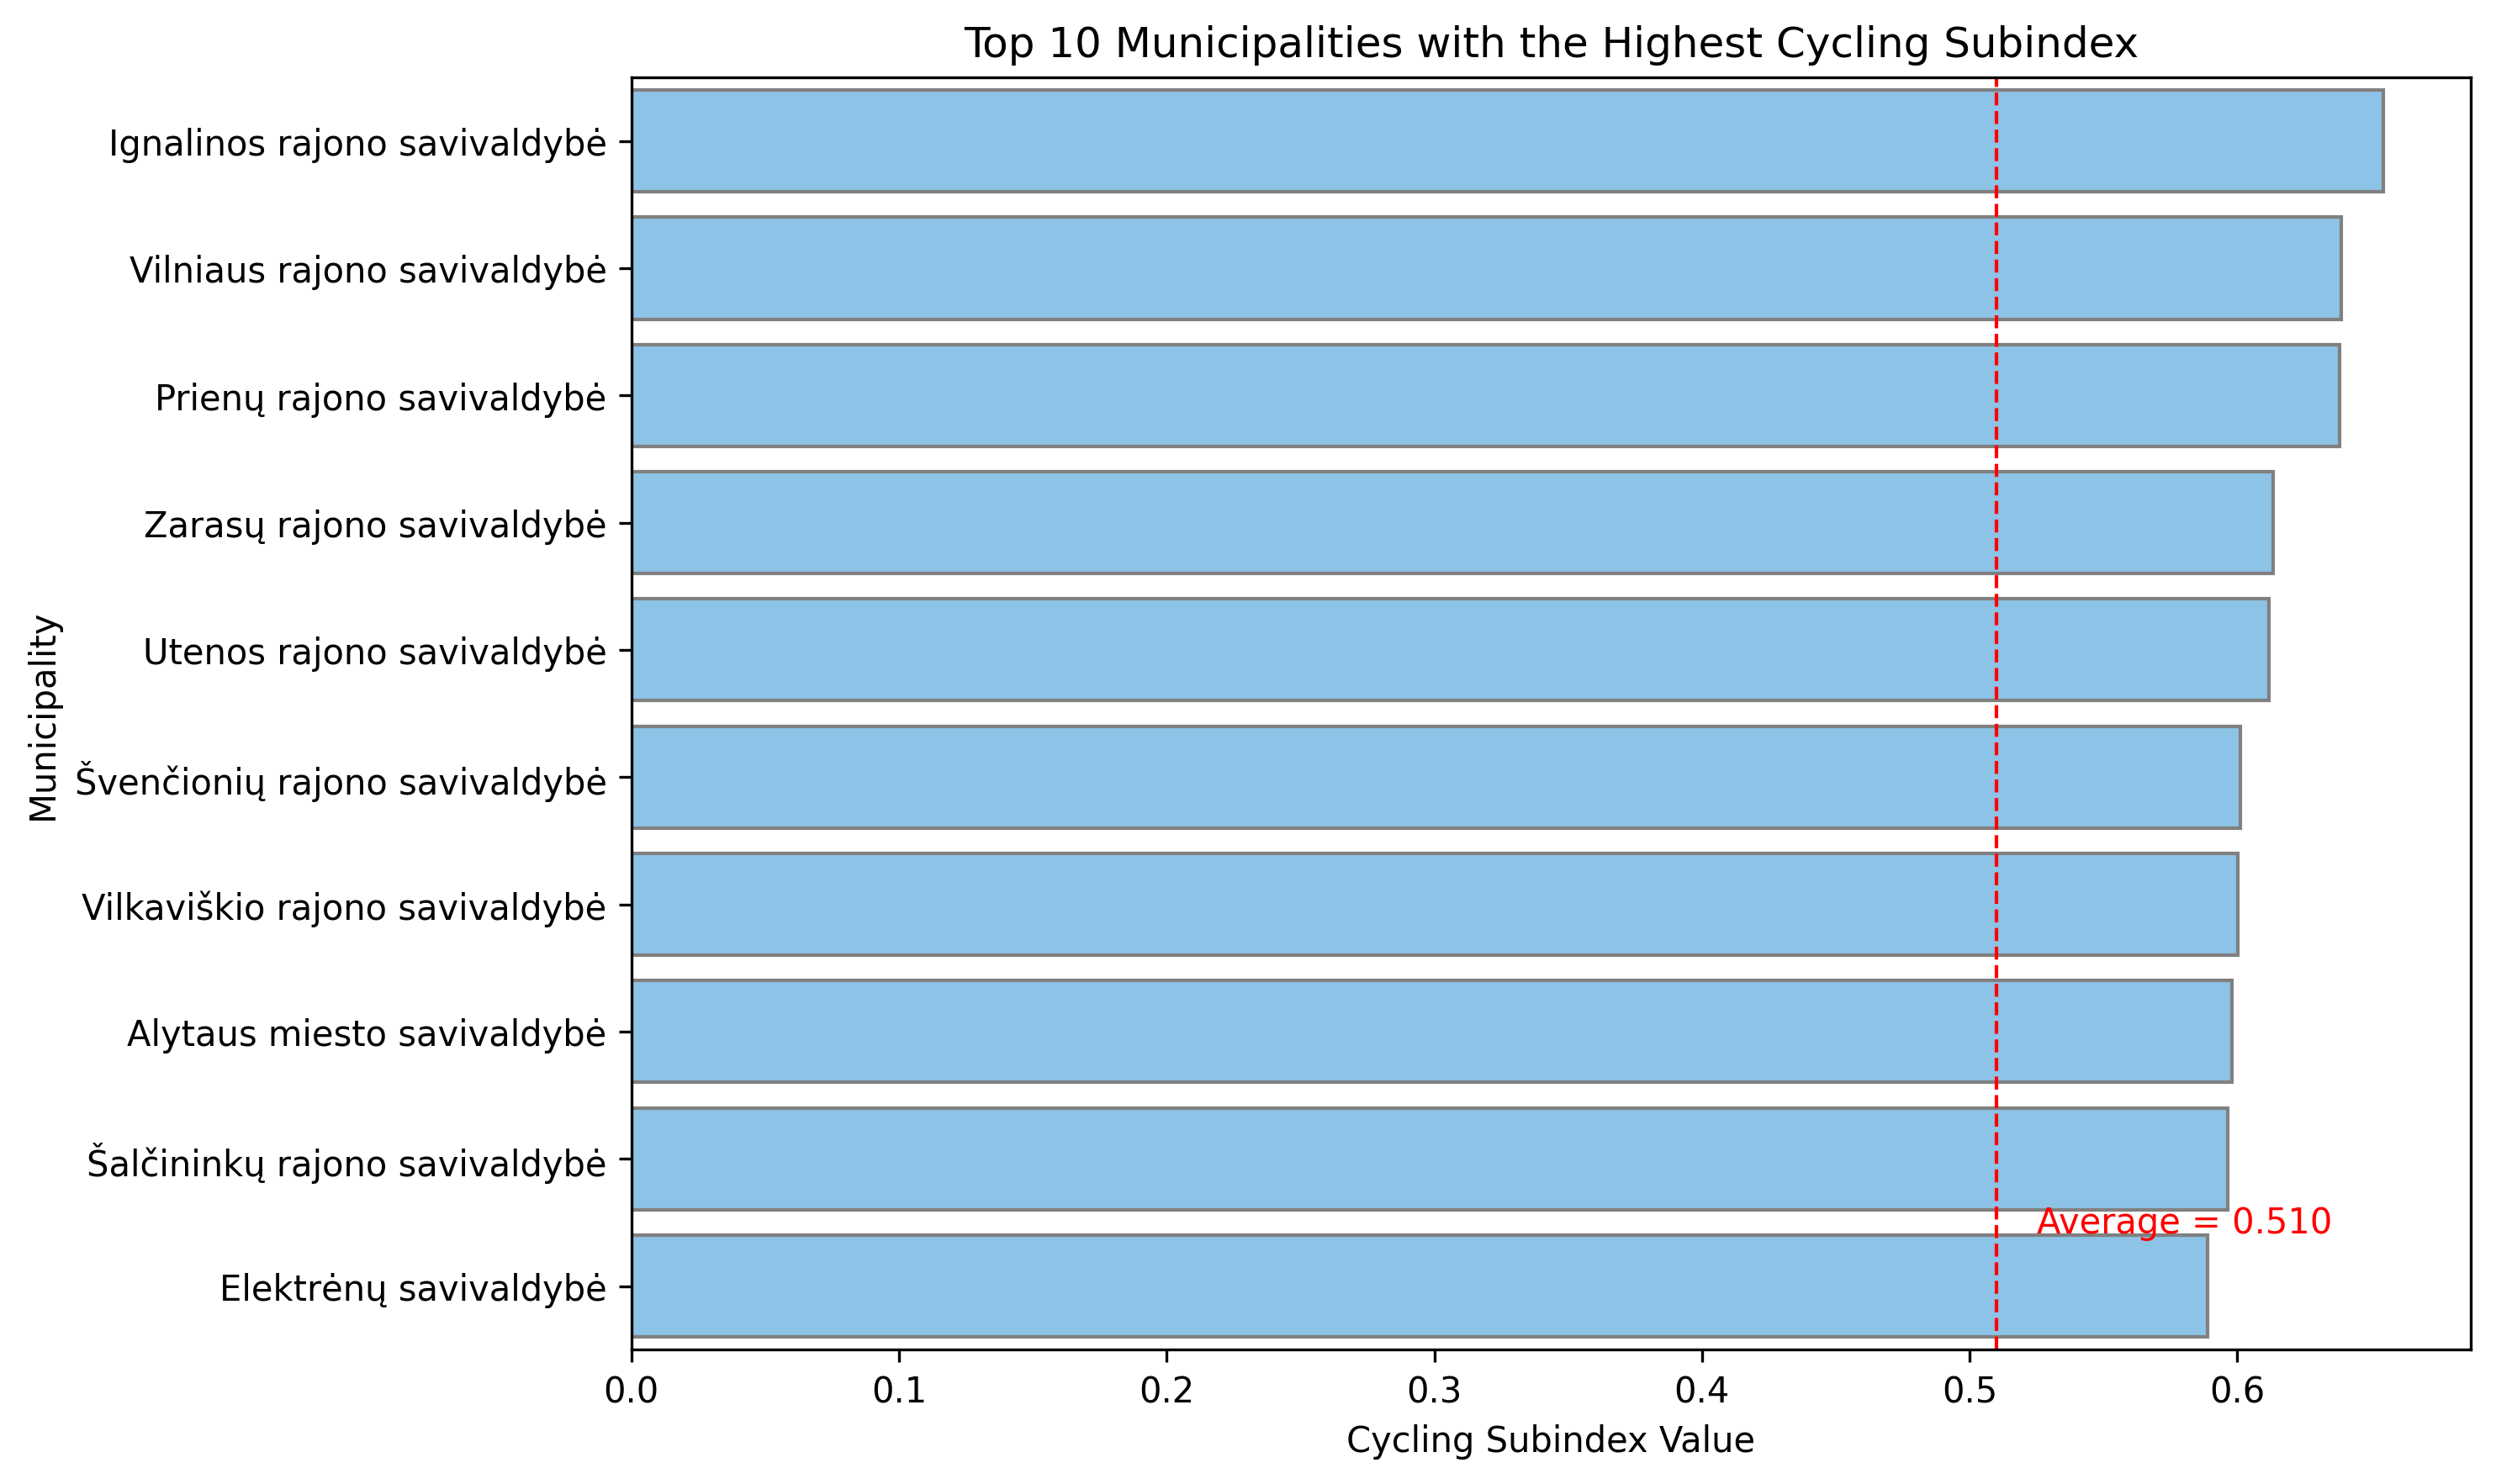 Top 10 Municipalities with the Highest Cycling Subindex
Municipality
Ignalinos rajono savivaldybė
Vilniaus rajono savivaldybė
Prienų rajono savivaldybė
Zarasų rajono savivaldybė
Utenos rajono savivaldybė
Švenčionių rajono savivaldybė
Vilkaviškio rajono savivaldybė
Alytaus miesto savivaldybė
Šalčininkų rajono savivaldybė
Average = 0.510
Elektrėnų savivaldybė
0.0 0.1 0.2 0.3 0.4 0.5 0.6
Cycling Subindex Value